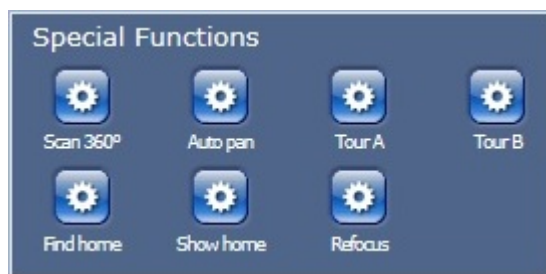 Special Functions
Scan 360º Auto pan Tour A Tour B
Find home Show home Refocus